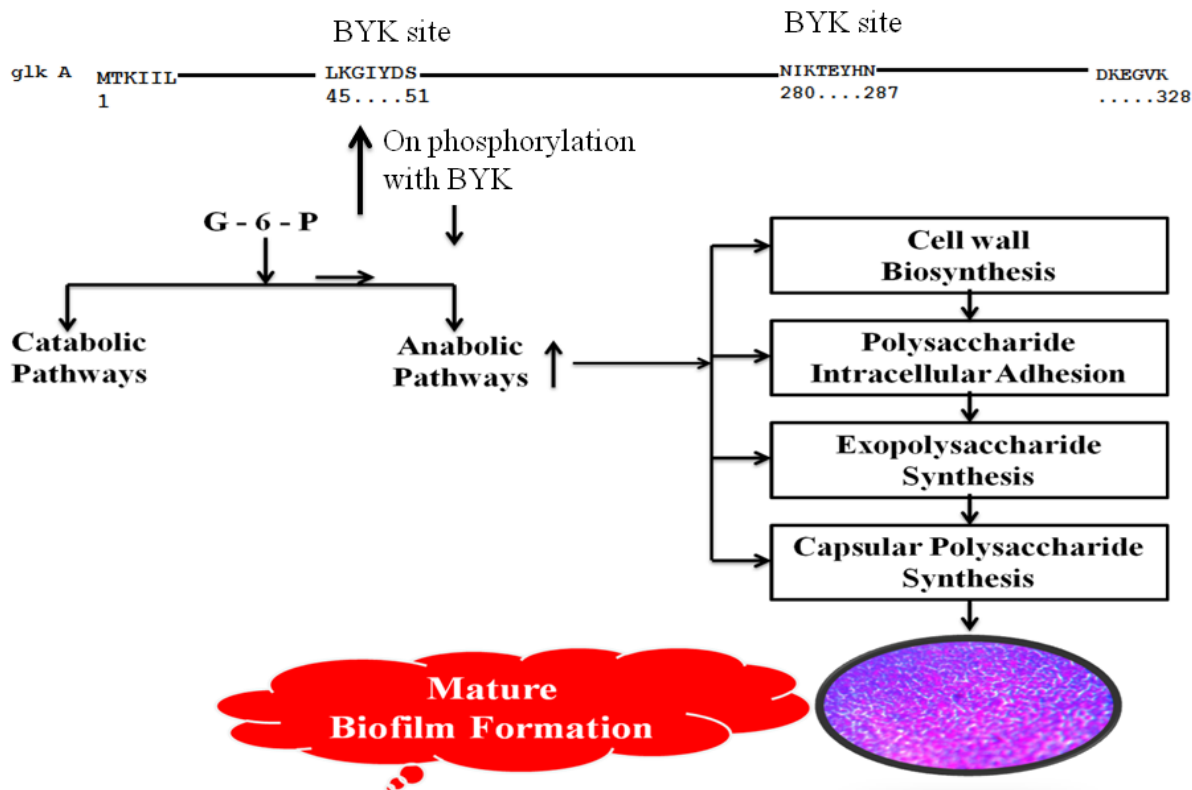 BYK site
BYK site
glk A
MTKIIL
LKGIYDS
NIKTEYHN
DKEGVK
1
45....51
280....287
.....328
On phosphorylation
with BYK
G - 6 - P
Catabolic
Pathways
Anabolic
Pathways
Cell wall
Biosynthesis
Polysaccharide
Intracellular Adhesion
Exopolysaccharide
Synthesis
Capsular Polysaccharide
Synthesis
Mature
Biofilm Formation